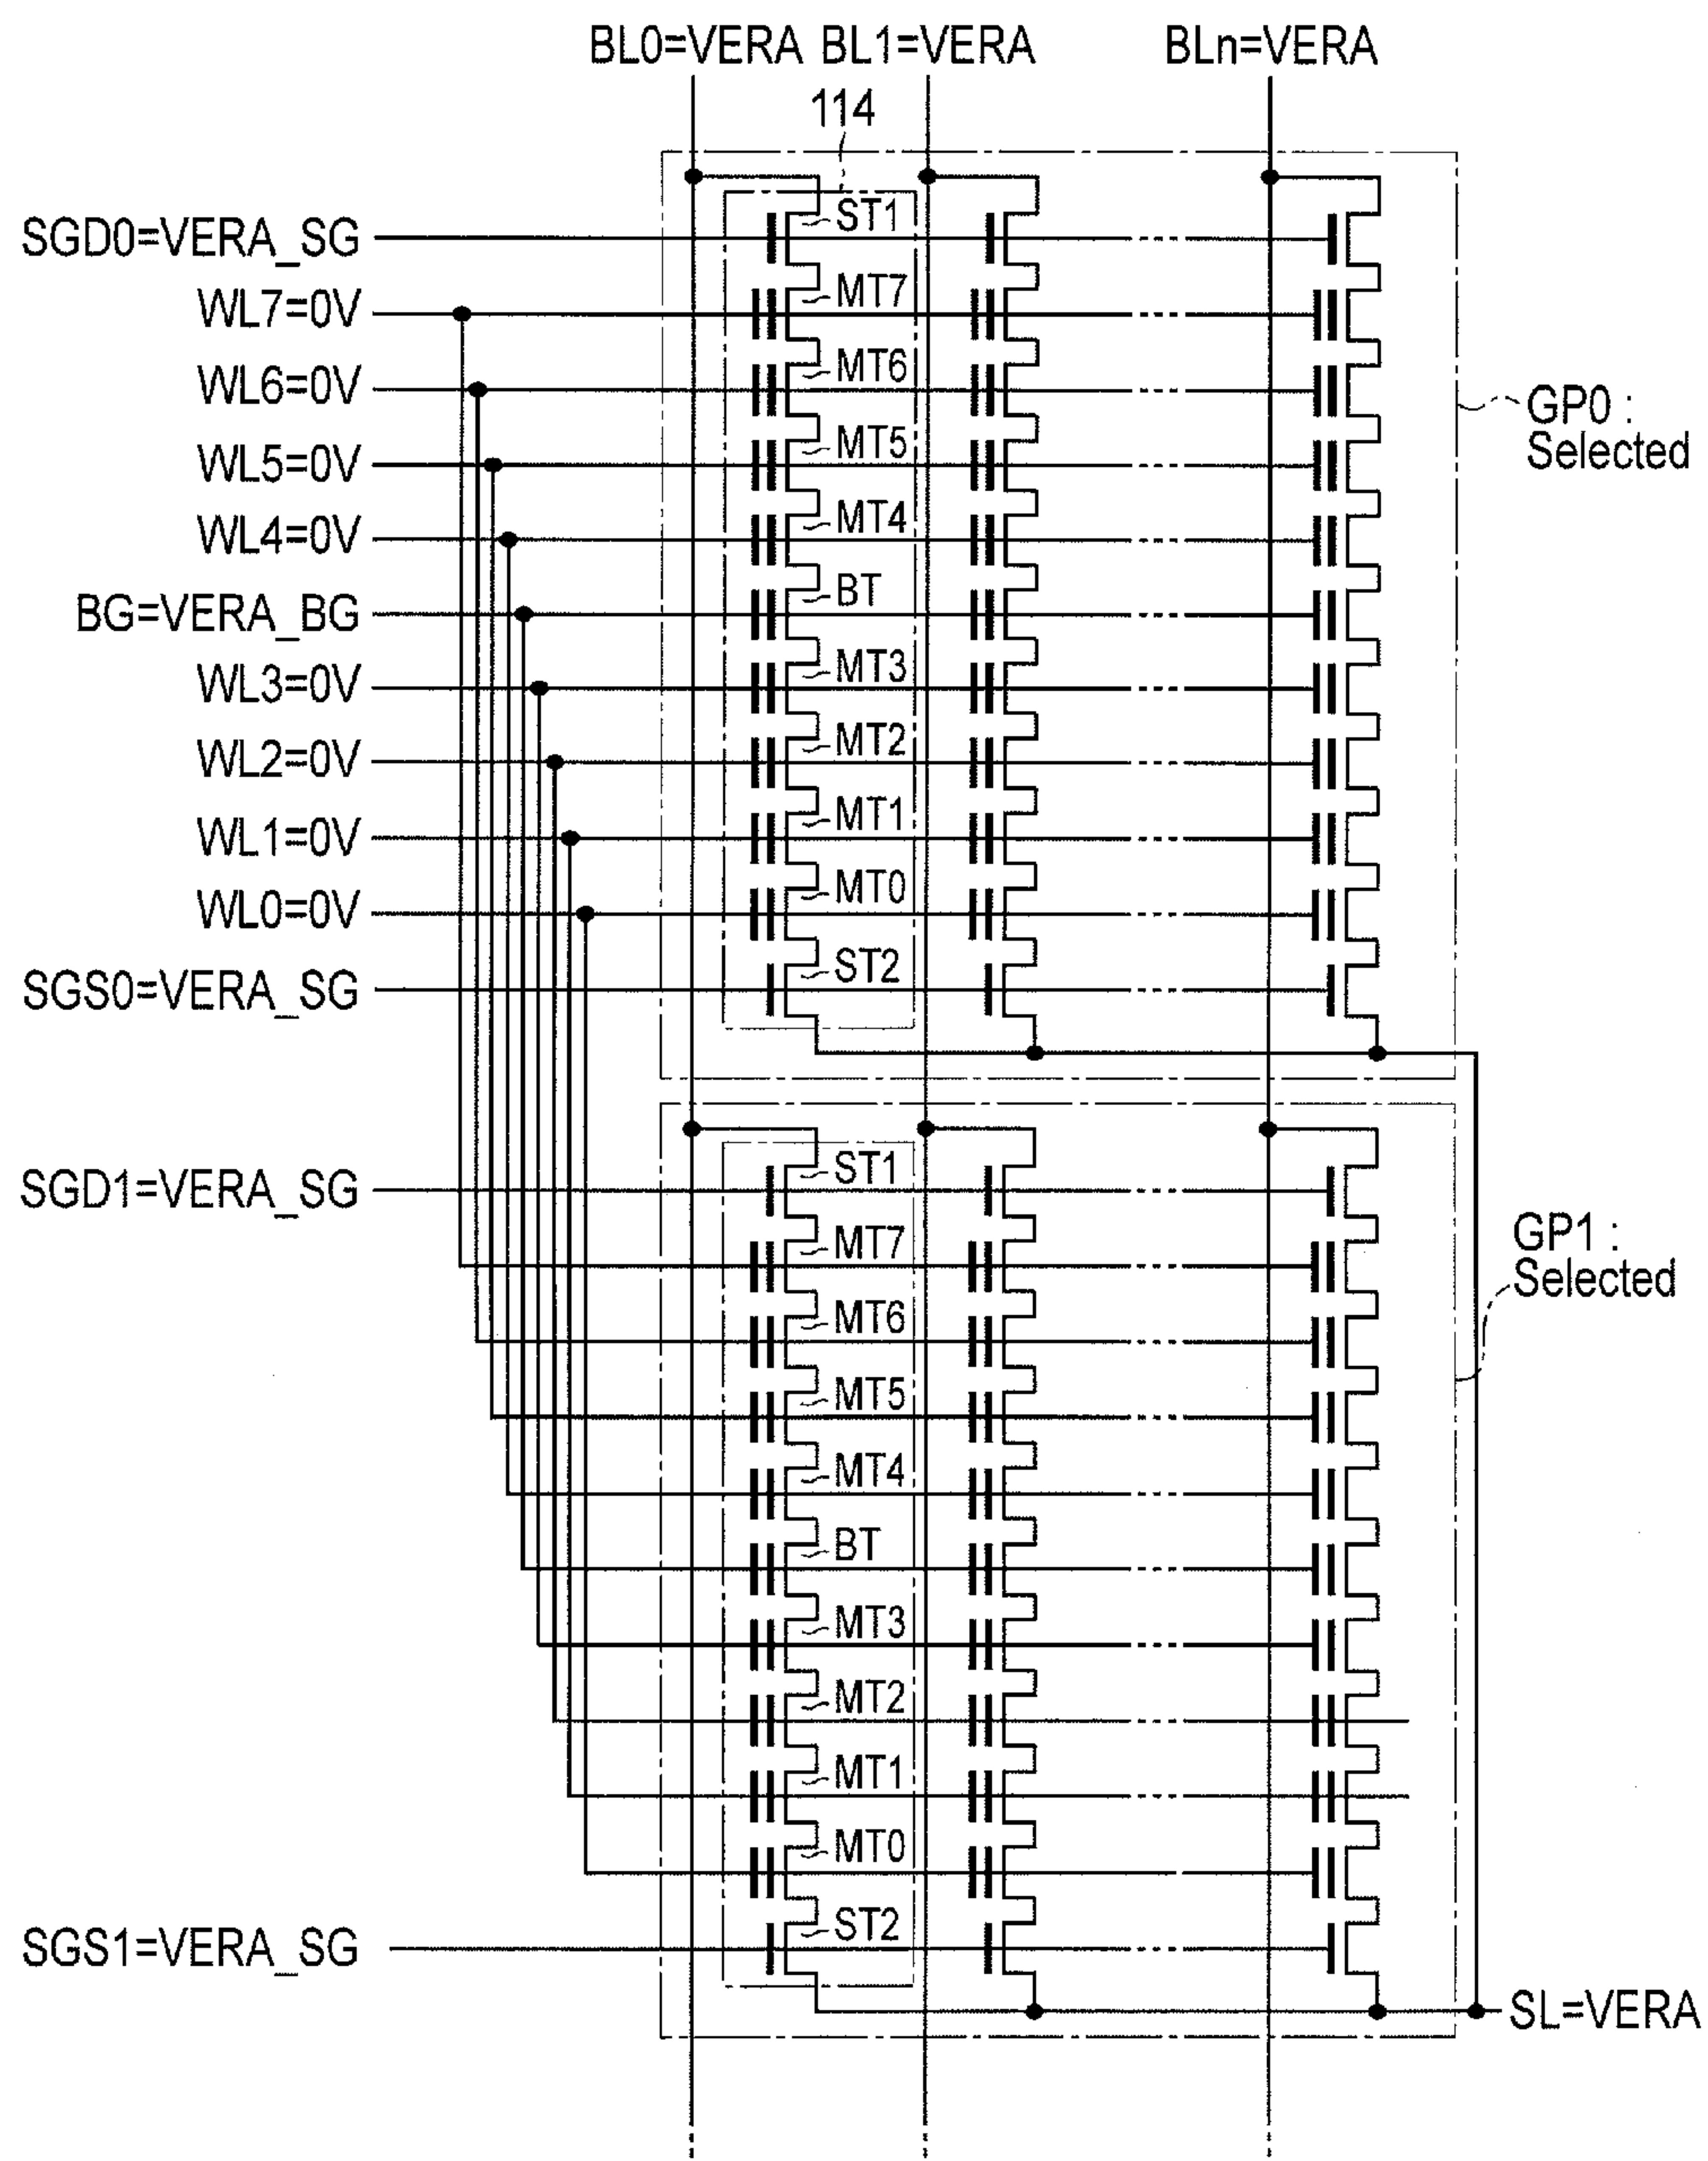 BL0=VERA BL1=VERA BLn=VERA
114
SGD0=VERA_SG
ST1
WL7=0V
MT7
WL6=0V
MT6
GP0 :
Selected
WL5=0V
MT5
WL4=0V
MT4
BG=VERA_BG
BT
WL3=0V
MT3
WL2=0V
MT2
WL1=0V
MT1
WL0=0V
MT0
SGS0=VERA_SG
ST2
SGD1=VERA_SG
ST1
MT7
GP1 :
Selected
MT6
MT5
MT4
BT
MT3
MT2
MT1
MT0
SGS1=VERA_SG
ST2
SL=VERA